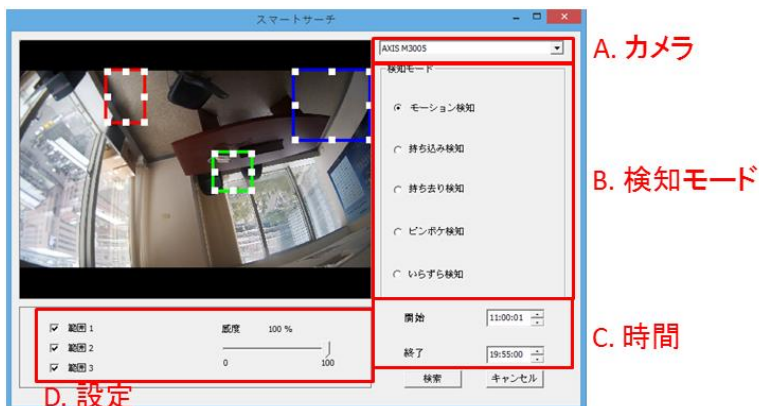 スマートサーチ
AXIS M3005
A. カメラ
検知モード
モーション検知
持ち込み検知
持ち去り検知
ピンボケ検知
いらずら検知
B. 検知モード
開始 11:00:01
終了 19:55:00
C. 時間
範囲 1
範囲 2
範囲 3
感度 100 %
0 100
検索 キャンセル
D. 設定